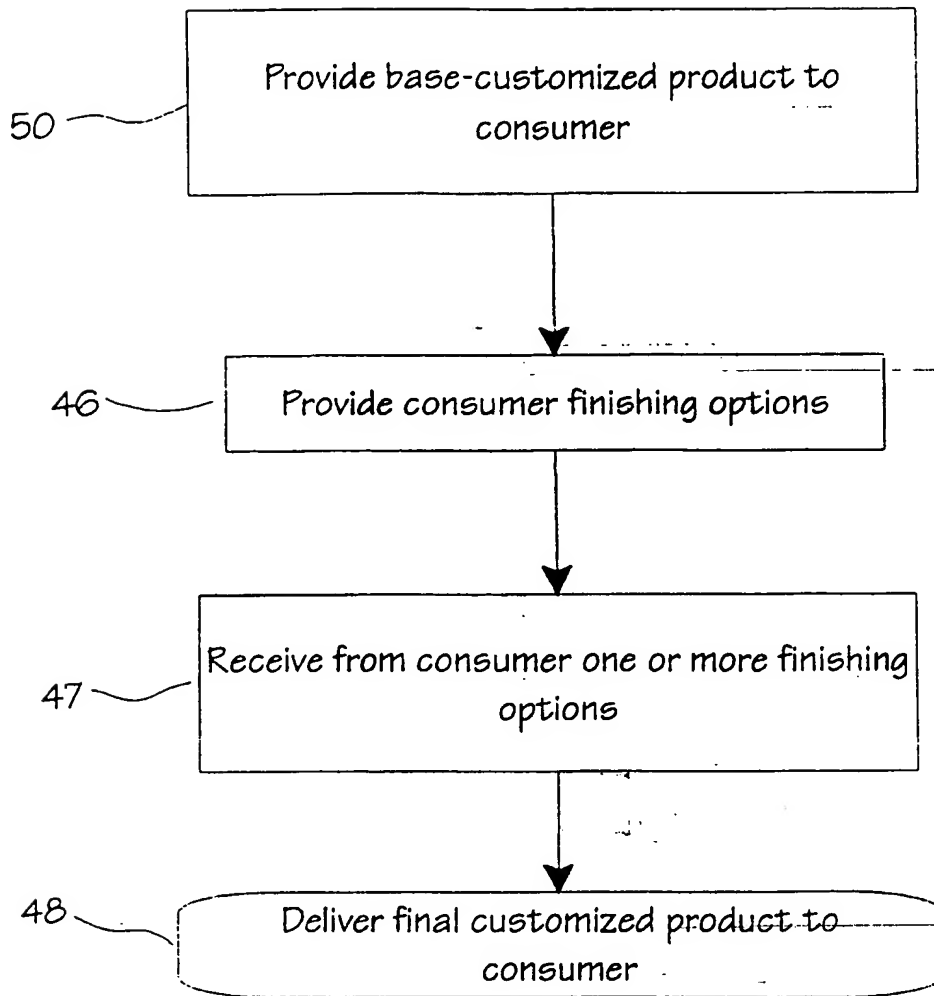 Provide base-customized product to
consumer
50
46
Provide consumer finishing options
Receive from consumer one or more finishing
options
47
48
Deliver final customized product to
consumer